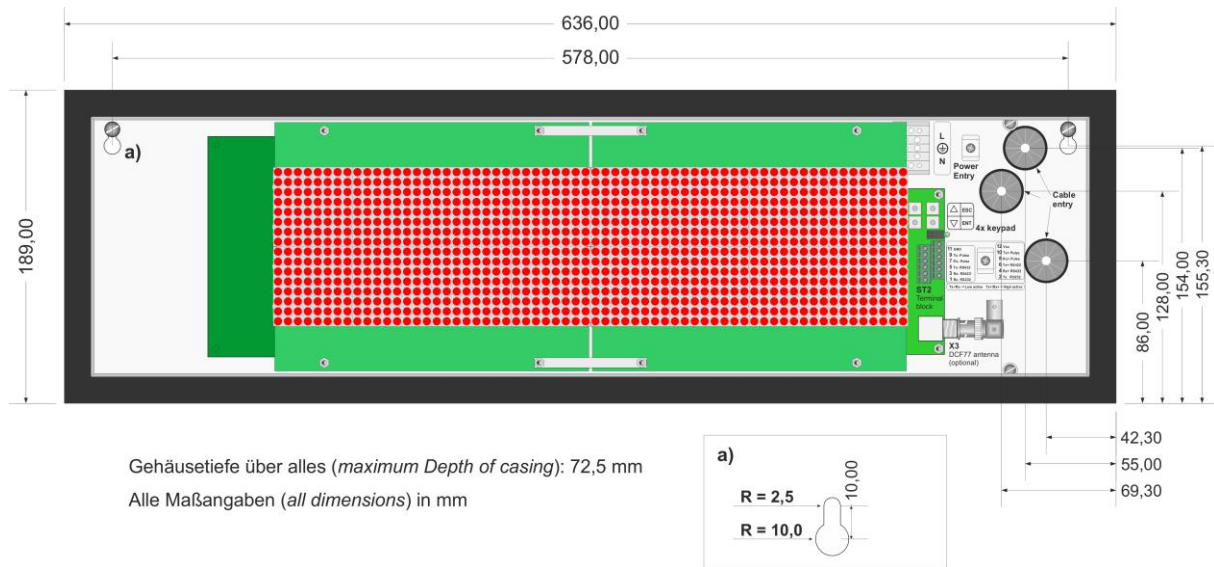 636,00
578,00
189,00
a)
L
N
Power
Entry
Cable
entry
ESC
ENT
4x keypad
ST2
Terminal
block
X3
DCF77 antenna
(optional)
86,00
128,00
154,00
155,30
42,30
55,00
69,30
Gehäusetiefe über alles (maximum Depth of casing): 72,5 mm
Alle Maßangaben (all dimensions) in mm
a)
R = 2,5
R = 10,0
10,00